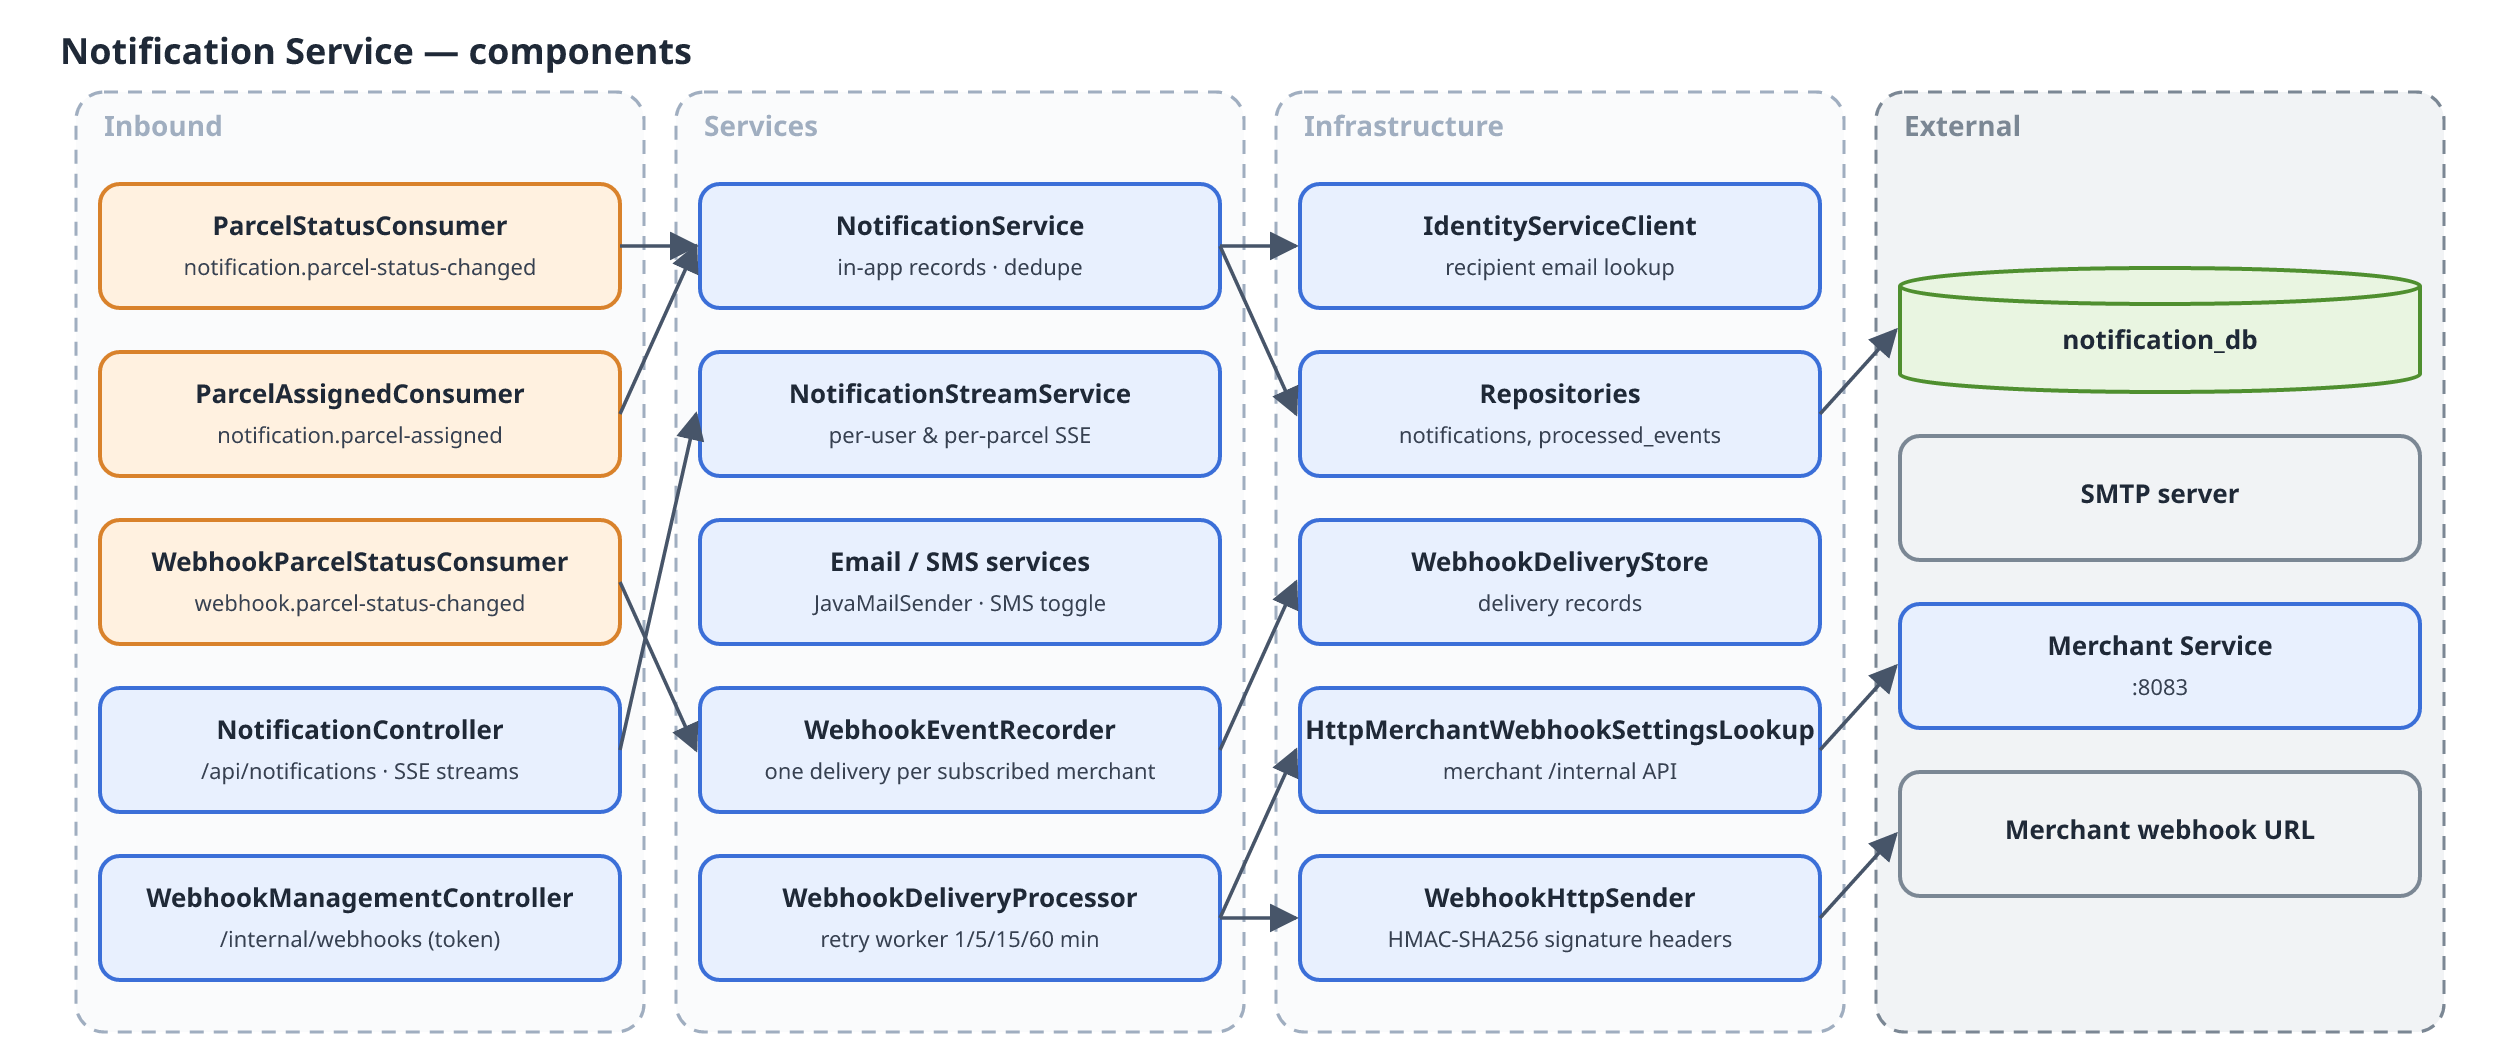 Notification Service — components
Inbound
ParcelStatusConsumer
notification.parcel-status-changed
ParcelAssignedConsumer
notification.parcel-assigned
WebhookParcelStatusConsumer
webhook.parcel-status-changed
NotificationController
/api/notifications · SSE streams
WebhookManagementController
/internal/webhooks (token)
Services
NotificationService
in-app records · dedupe
NotificationStreamService
per-user & per-parcel SSE
Email / SMS services
JavaMailSender · SMS toggle
WebhookEventRecorder
one delivery per subscribed merchant
WebhookDeliveryProcessor
retry worker 1/5/15/60 min
Infrastructure
IdentityServiceClient
recipient email lookup
Repositories
notifications, processed_events
WebhookDeliveryStore
delivery records
HttpMerchantWebhookSettingsLookup
merchant /internal API
WebhookHttpSender
HMAC-SHA256 signature headers
External
notification_db
SMTP server
Merchant Service
:8083
Merchant webhook URL